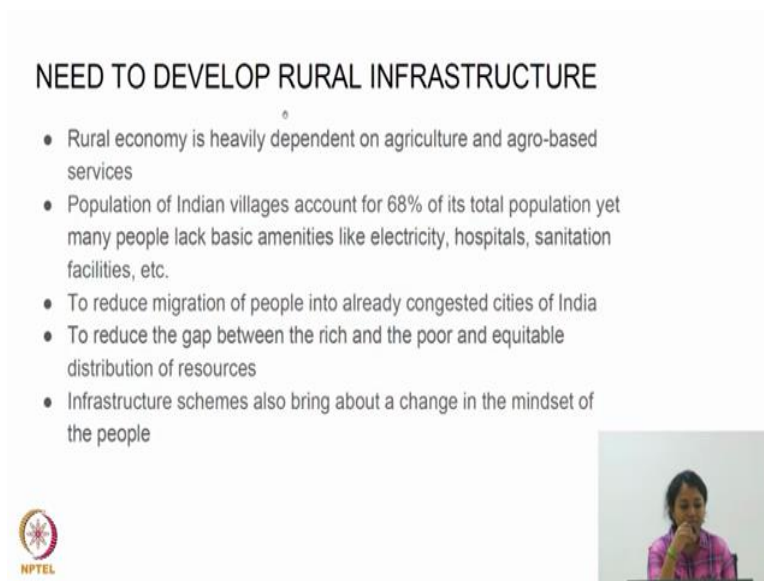 NEED TO DEVELOP RURAL INFRASTRUCTURE
● Rural economy is heavily dependent on agriculture and agro-based
services
● Population of Indian villages account for 68% of its total population yet
many people lack basic amenities like electricity, hospitals, sanitation
facilities, etc.
● To reduce migration of people into already congested cities of India
● To reduce the gap between the rich and the poor and equitable
distribution of resources
● Infrastructure schemes also bring about a change in the mindset of
the people
NPTEL